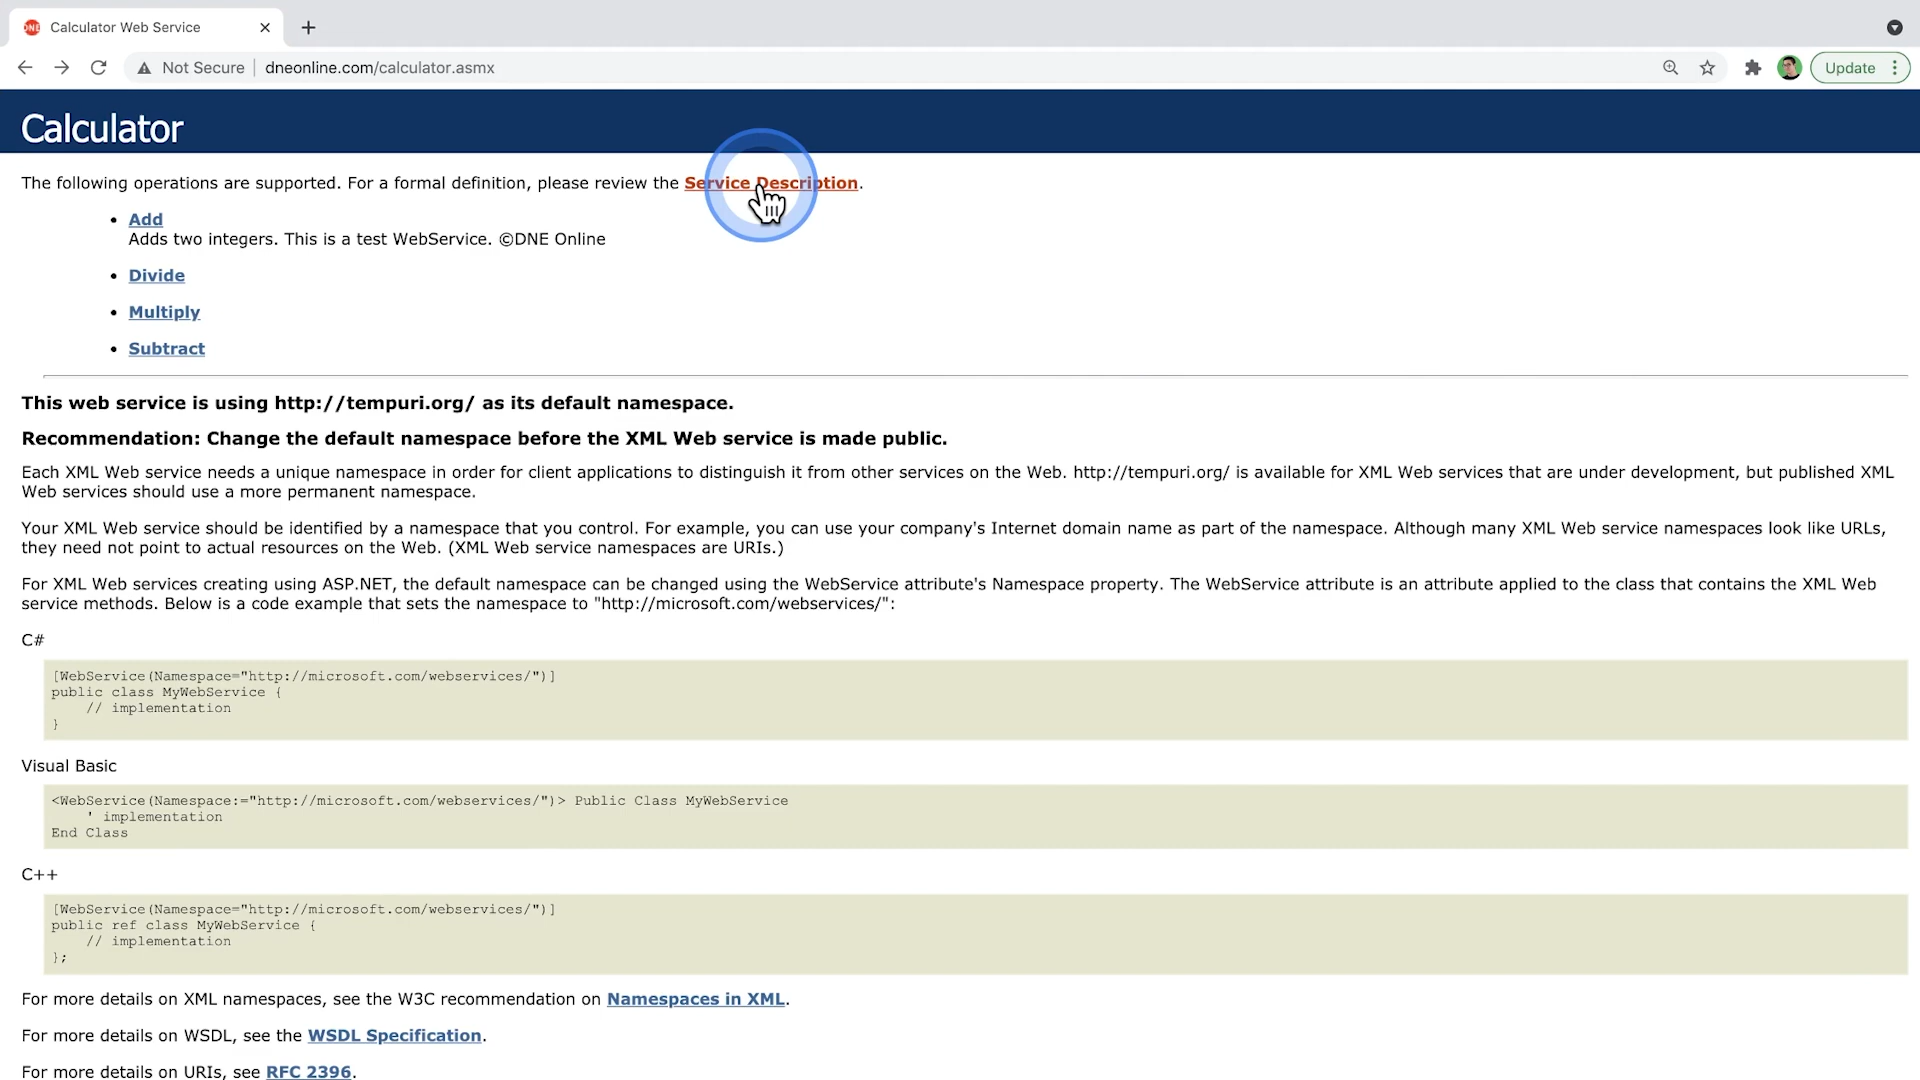 DNE Calculator Web Service
Not Secure dneonline.com/calculator.asmx Update
Calculator
The following operations are supported. For a formal definition, please review the Service Description.
• Add
Adds two integers. This is a test WebService. ©DNE Online
• Divide
• Multiply
• Subtract
This web service is using http://tempuri.org/ as its default namespace.
Recommendation: Change the default namespace before the XML Web service is made public.
Each XML Web service needs a unique namespace in order for client applications to distinguish it from other services on the Web. http://tempuri.org/ is available for XML Web services that are under development, but published XML
Web services should use a more permanent namespace.
Your XML Web service should be identified by a namespace that you control. For example, you can use your company's Internet domain name as part of the namespace. Although many XML Web service namespaces look like URLs,
they need not point to actual resources on the Web. (XML Web service namespaces are URIs.)
For XML Web services creating using ASP.NET, the default namespace can be changed using the WebService attribute's Namespace property. The WebService attribute is an attribute applied to the class that contains the XML Web
service methods. Below is a code example that sets the namespace to "http://microsoft.com/webservices/":
C#
[WebService(Namespace="http://microsoft.com/webservices/")]
public class MyWebService {
// implementation
}
Visual Basic
<WebService(Namespace:="http://microsoft.com/webservices/")> Public Class MyWebService
' implementation
End Class
C++
[WebService(Namespace="http://microsoft.com/webservices/")]
public ref class MyWebService {
// implementation
};
For more details on XML namespaces, see the W3C recommendation on Namespaces in XML.
For more details on WSDL, see the WSDL Specification.
For more details on URIs, see RFC 2396.